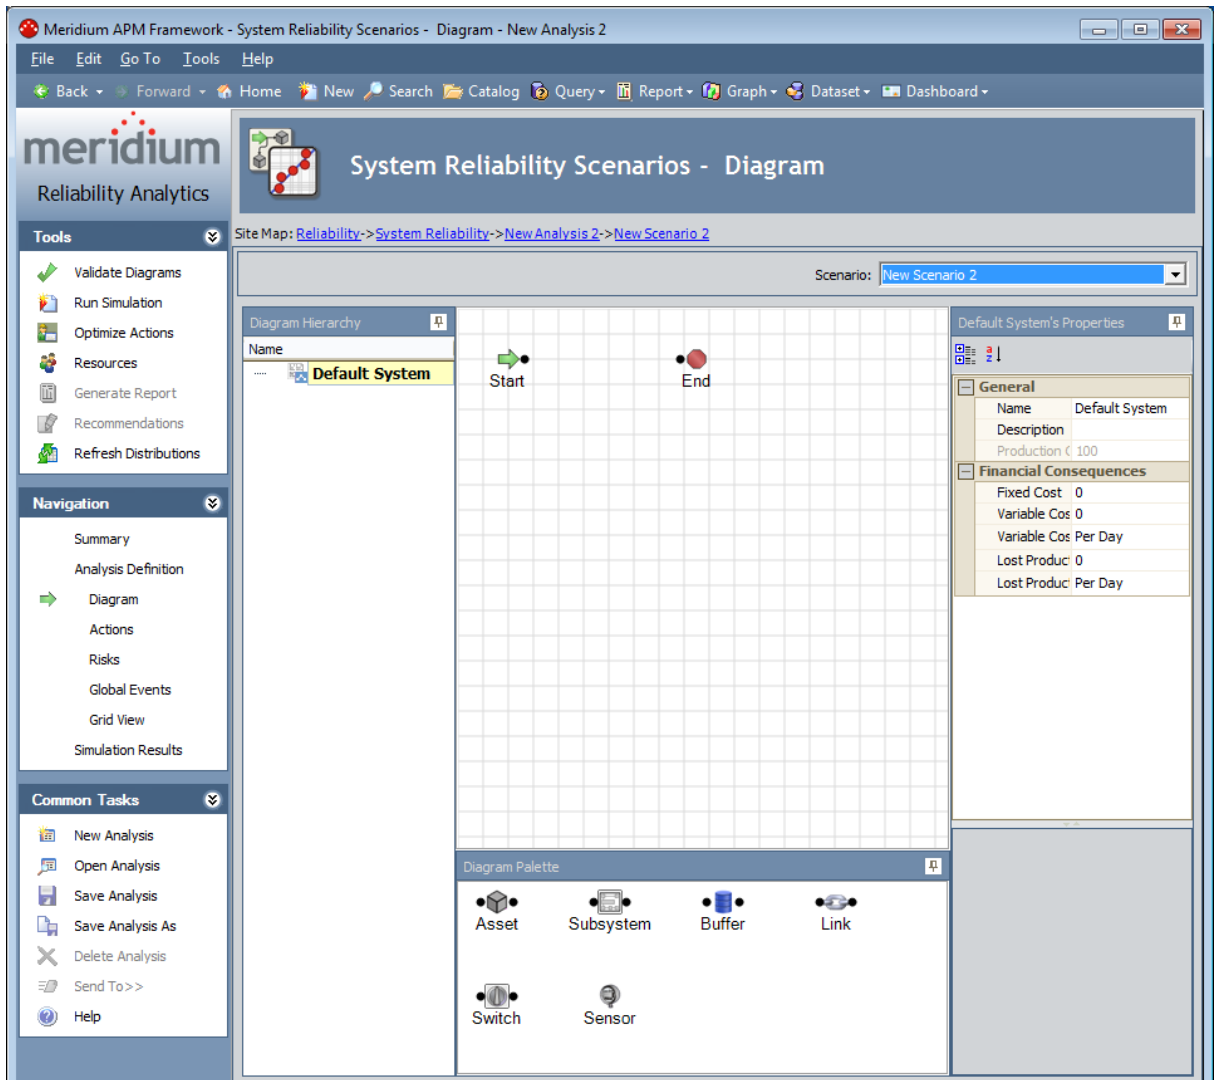 Meridium APM Framework - System Reliability Scenarios -  Diagram - New Analysis 2
File Edit Go To Tools Help
Back Forward Home New Search Catalog Query Report Graph Dataset Dashboard
meridium
Reliability Analytics
System Reliability Scenarios -  Diagram
Site Map: Reliability->System Reliability->New Analysis 2->New Scenario 2
Scenario: New Scenario 2
Tools
Validate Diagrams
Run Simulation
Optimize Actions
Resources
Generate Report
Recommendations
Refresh Distributions
Navigation
Summary
Analysis Definition
Diagram
Actions
Risks
Global Events
Grid View
Simulation Results
Common Tasks
New Analysis
Open Analysis
Save Analysis
Save Analysis As
Delete Analysis
Send To>>
Help
Diagram Hierarchy
Name
Default System
Start End
Diagram Palette
Asset Subsystem Buffer Link
Switch Sensor
Default System's Properties
General
Name Default System
Description
Production C 100
Financial Consequences
Fixed Cost 0
Variable Cos 0
Variable Cos Per Day
Lost Produc 0
Lost Produc Per Day